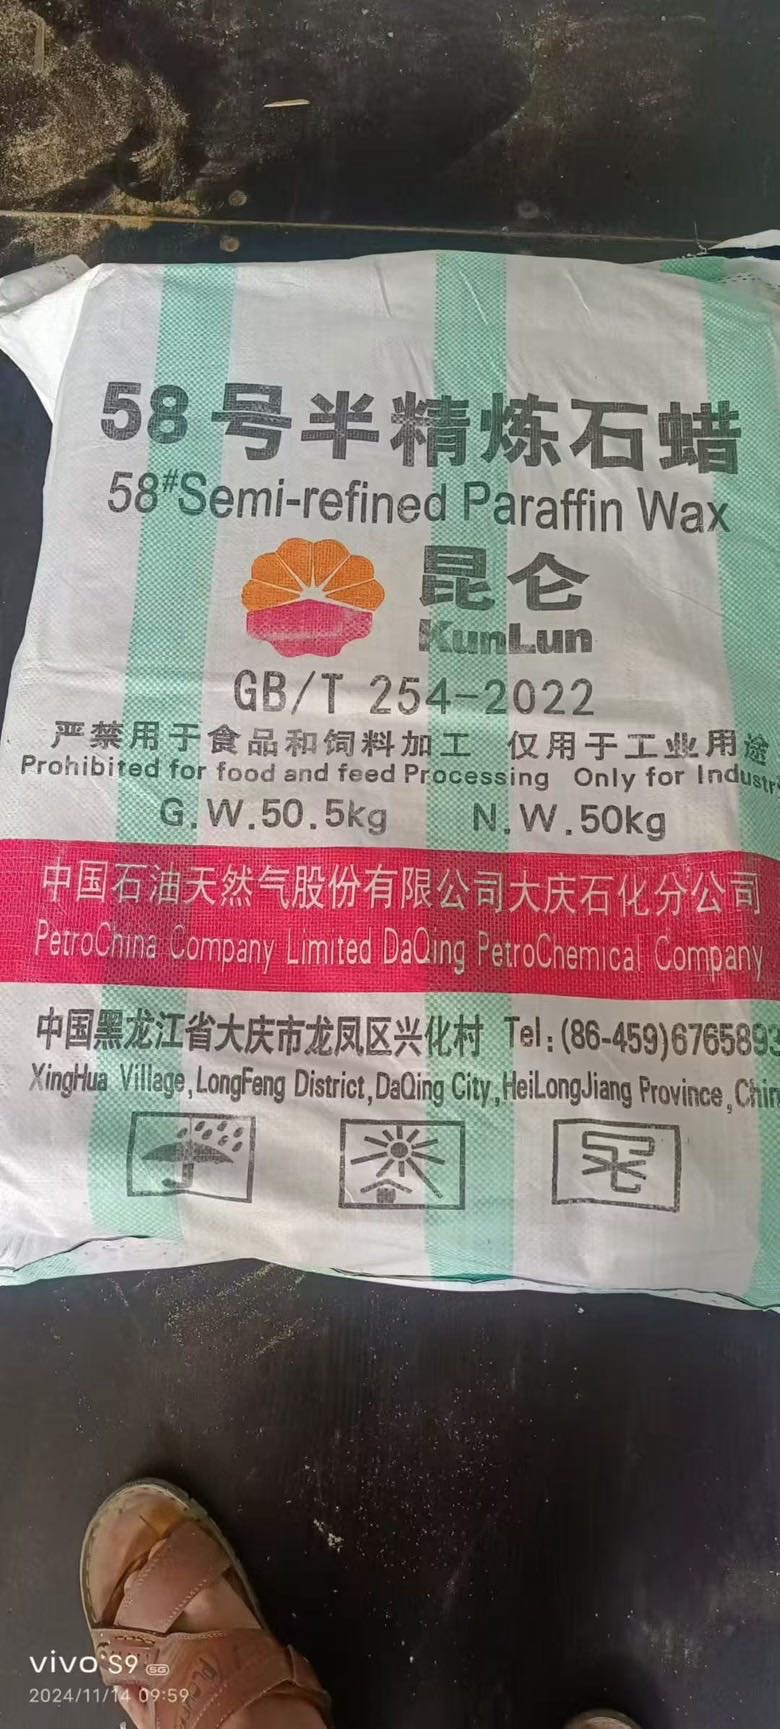 58号半精炼石蜡
58#Semi-refined Paraffin Wax
昆仑
KunLun
GB/T 254-2022
严禁用于食品和饲料加工 仅用于工业用途
Prohibited for food and feed Processing Only for Industry
G.W.50.5kg N.W.50kg
中国石油天然气股份有限公司大庆石化分公司
PetroChina Company Limited DaQing PetroChemical Company
中国黑龙江省大庆市龙凤区兴化村 Tel:(86-459)6765893
XingHua Village,LongFeng District,DaQing City,HeiLongJiang Province,Chin
vivo S9 5G
2024/11/14 09:59